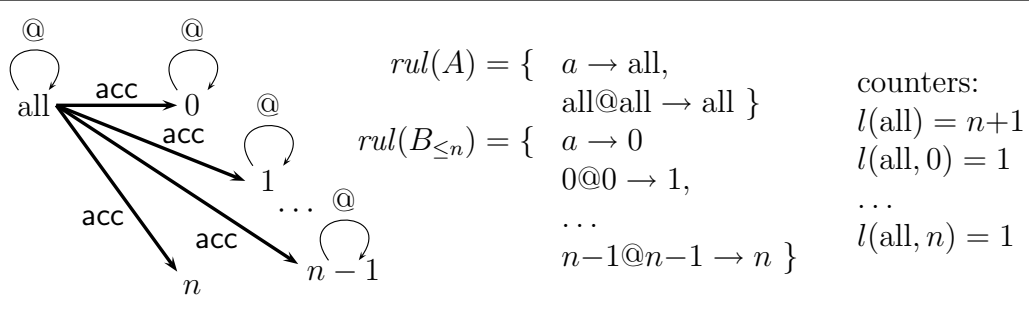 @
@
all
acc
0
acc
@
1
. . .
@
acc
acc
n − 1
n
rul(A) = { a → all,
all@all → all }
rul(B≤n) = { a → 0
0@0 → 1,
. . .
n−1@n−1 → n }
counters:
l(all) = n+1
l(all, 0) = 1
. . .
l(all, n) = 1